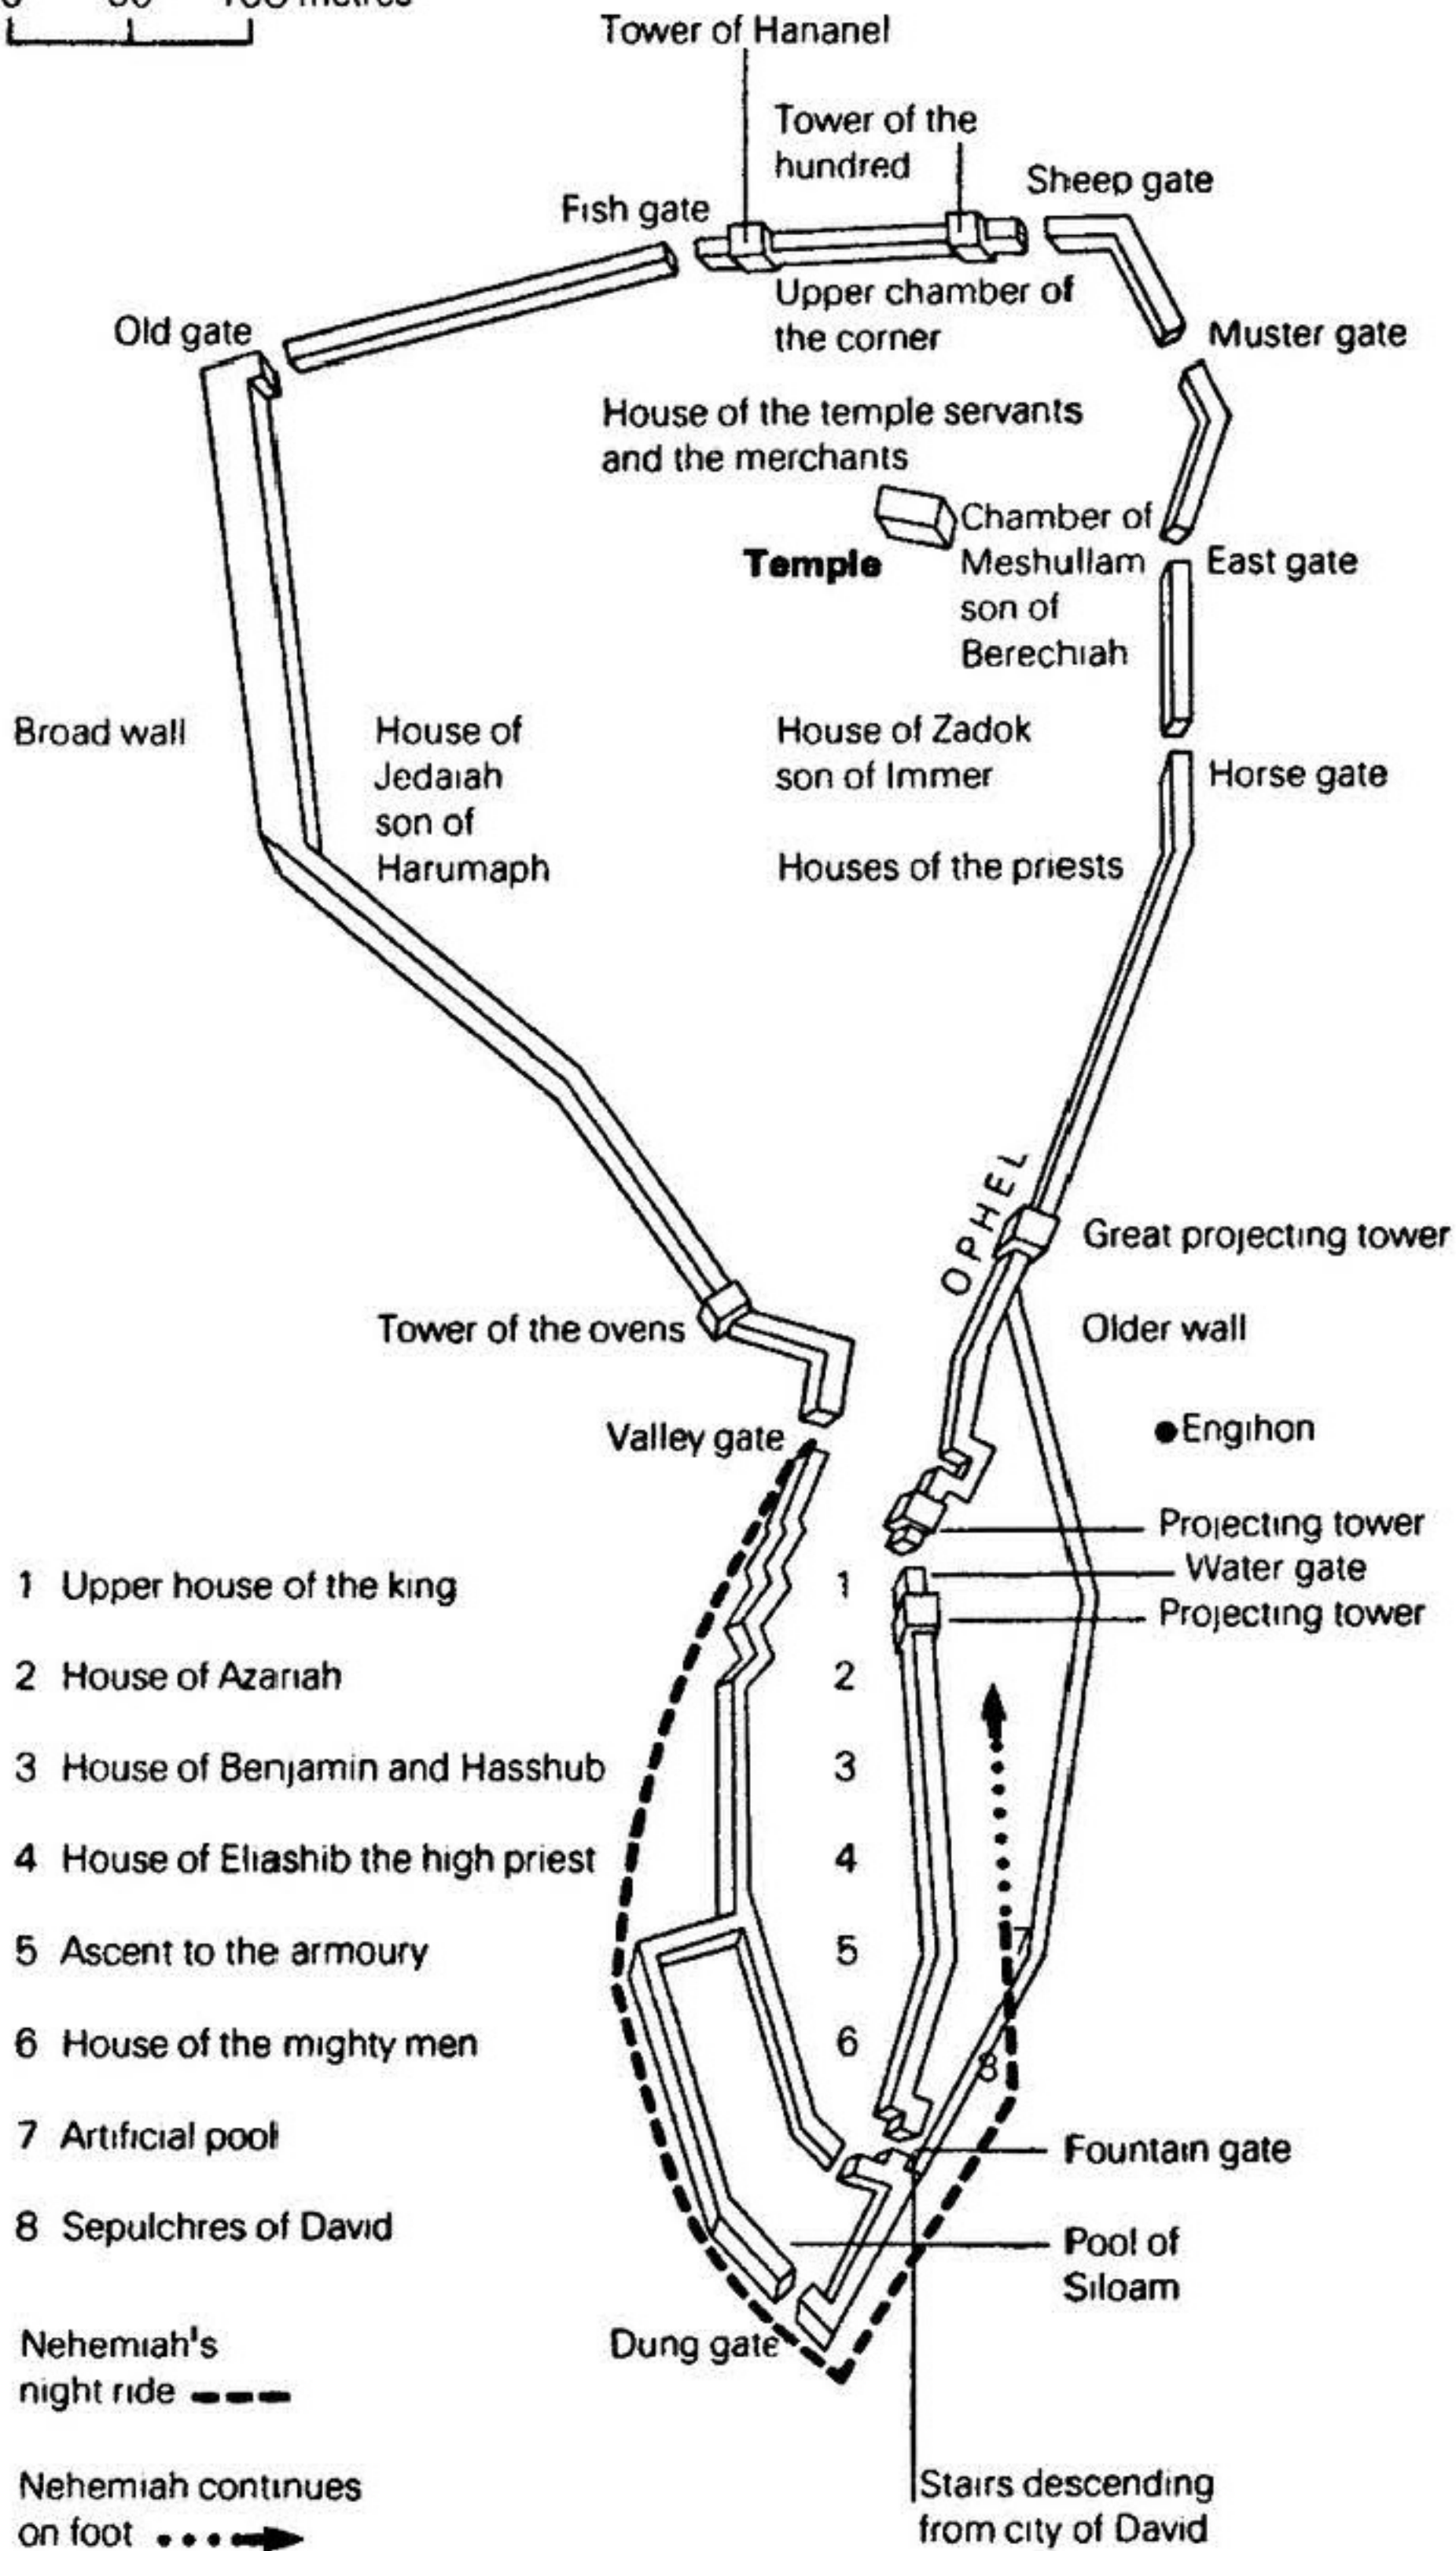 metres
Tower of Hananel
Tower of the
hundred
Sheep gate
Fish gate
Upper chamber of
the corner
Old gate
Muster gate
House of the temple servants
and the merchants
Chamber of
Meshullam
son of
Berechiah
Temple
East gate
Broad wall
House of
Jedaiah
son of
Harumaph
House of Zadok
son of Immer
Horse gate
Houses of the priests
OPHEL
Great projecting tower
Tower of the ovens
Older wall
Valley gate
Engihon
Projecting tower
Water gate
Projecting tower
1 Upper house of the king
1
2 House of Azariah
2
3 House of Benjamin and Hasshub
3
4 House of Eliashib the high priest
4
5 Ascent to the armoury
5
7
6 House of the mighty men
6
8
7 Artificial pool
Fountain gate
8 Sepulchres of David
Pool of
Siloam
Dung gate
Nehemiah's
night ride
Nehemiah continues
on foot
Stairs descending
from city of David